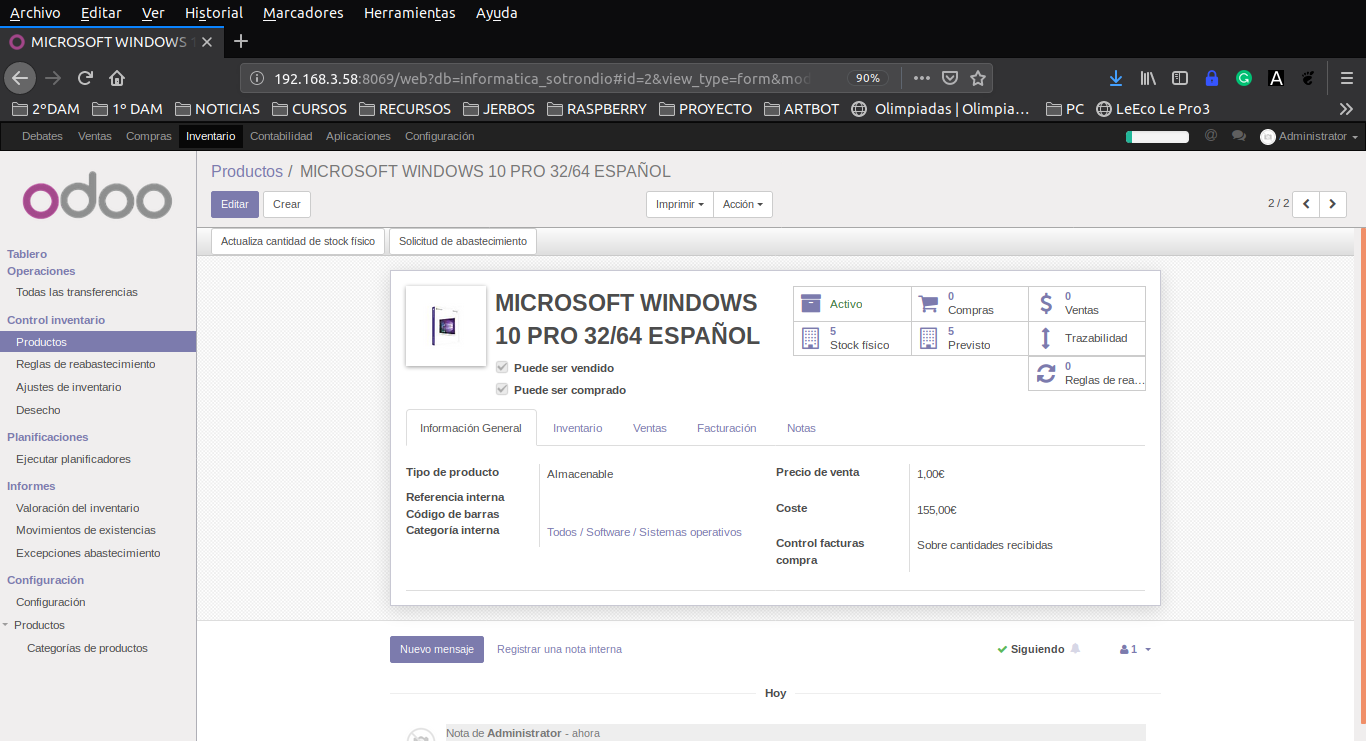 Archivo Editar Ver Historial Marcadores Herramientas Ayuda
MICROSOFT WINDOWS 1
192.168.3.58:8069/web?db=informatica_sotrondio#id=2&view_type=form&mod 90%
2ºDAM 1º DAM NOTICIAS CURSOS RECURSOS JERBOS RASPBERRY PROYECTO ARTBOT Olimpiadas | Olimpia… PC LeEco Le Pro3
Debates Ventas Compras Inventario Contabilidad Aplicaciones Configuración @ Administrator
odoo
Productos / MICROSOFT WINDOWS 10 PRO 32/64 ESPAÑOL
Editar Crear Imprimir Acción 2 / 2
Actualiza cantidad de stock físico Solicitud de abastecimiento
Tablero
Operaciones
Todas las transferencias
Control inventario
Productos
Reglas de reabastecimiento
Ajustes de inventario
Desecho
Planificaciones
Ejecutar planificadores
Informes
Valoración del inventario
Movimientos de existencias
Excepciones abastecimiento
Configuración
Configuración
Productos
Categorías de productos
MICROSOFT WINDOWS
10 PRO 32/64 ESPAÑOL
Puede ser vendido
Puede ser comprado
Activo
0
Compras
0
Ventas
5
Stock físico
5
Previsto
Trazabilidad
0
Reglas de rea…
Información General Inventario Ventas Facturación Notas
Tipo de producto Almacenable
Referencia interna
Código de barras
Categoría interna Todos / Software / Sistemas operativos
Precio de venta 1,00€
Coste 155,00€
Control facturas
compra
Sobre cantidades recibidas
Nuevo mensaje Registrar una nota interna Siguiendo 1
Hoy
Nota de Administrator - ahora